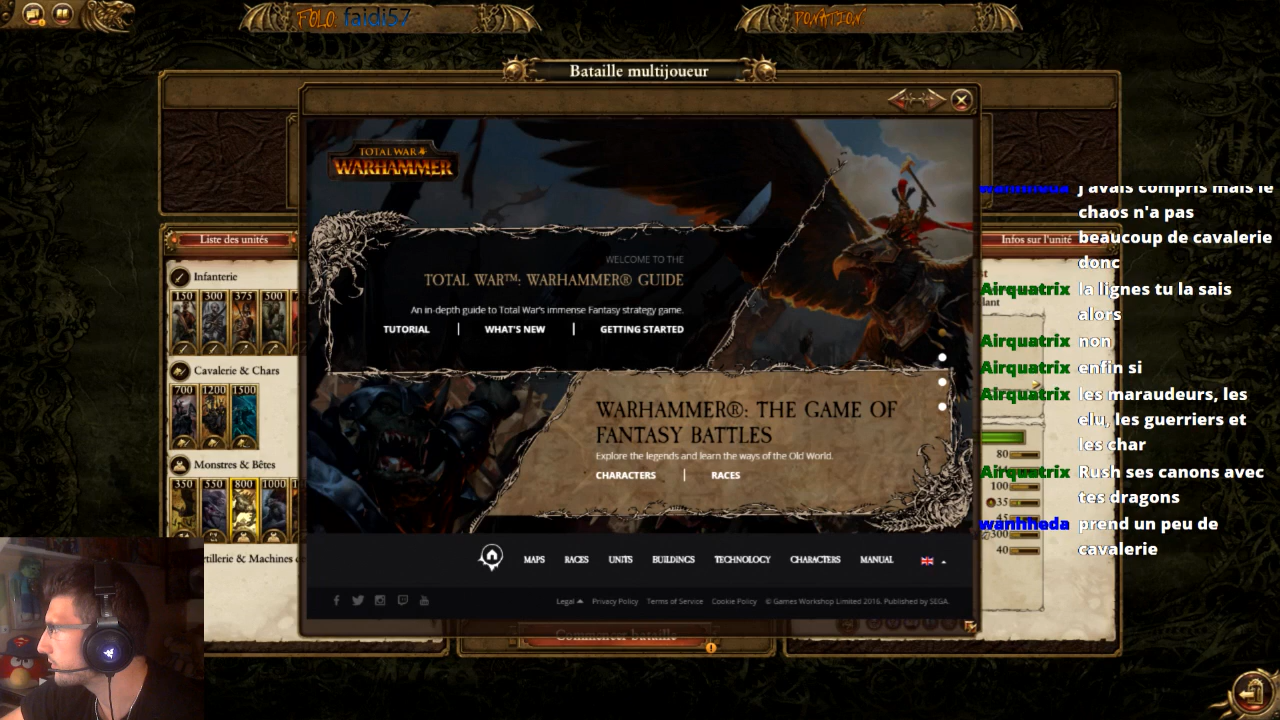 FOLO: faidi57
DONATION
Bataille multijoueur
TOTAL WAR
WARHAMMER
WELCOME TO THE
TOTAL WAR™: WARHAMMER® GUIDE
An in-depth guide to Total War's immense Fantasy strategy game.
TUTORIAL | WHAT'S NEW | GETTING STARTED
WARHAMMER®: THE GAME OF
FANTASY BATTLES
Explore the legends and learn the ways of the Old World.
CHARACTERS | RACES
MAPS RACES UNITS BUILDINGS TECHNOLOGY CHARACTERS MANUAL
Legal Privacy Policy Terms of Service Cookie Policy © Games Workshop Limited 2016. Published by SEGA.
Commencer bataille
Liste des unités
Infanterie
150 300 375 500
Cavalerie & Chars
700 1200 1500
Monstres & Bêtes
350 550 800 1000
tillerie & Machines
Infos sur l'unité
80
100
35
300
40
wanhheda j'avais compris mais le
chaos n'a pas
beaucoup de cavalerie
donc
Airquatrix la lignes tu la sais
alors
Airquatrix non
Airquatrix enfin si
Airquatrix les maraudeurs, les
elu, les guerriers et
les char
Airquatrix Rush ses canons avec
tes dragons
wanhheda prend un peu de
cavalerie